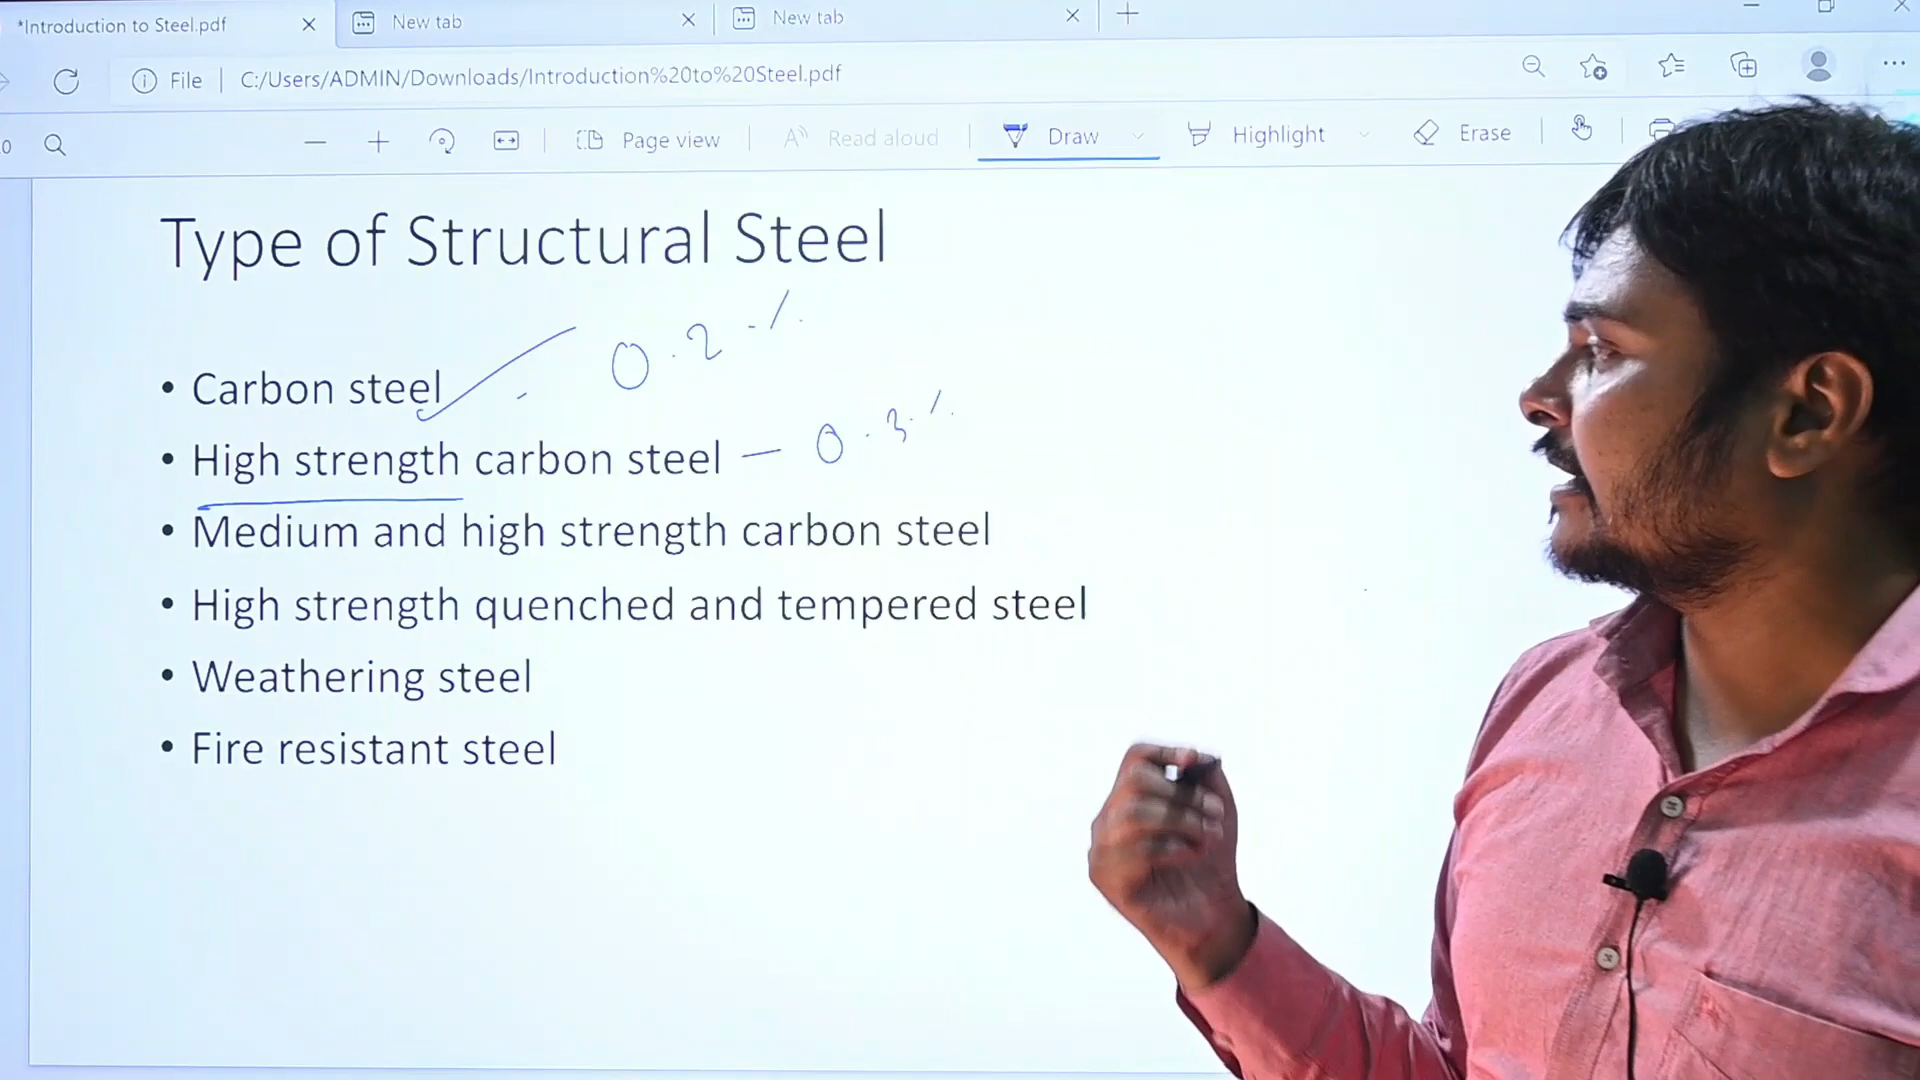 *Introduction to Steel.pdf
New tab
New tab
File C:/Users/ADMIN/Downloads/Introduction%20to%20Steel.pdf
Page view
Read aloud
Draw
Highlight
Erase
Type of Structural Steel
0.2 %
• Carbon steel
• High strength carbon steel — 0.3 %
• Medium and high strength carbon steel
• High strength quenched and tempered steel
• Weathering steel
• Fire resistant steel